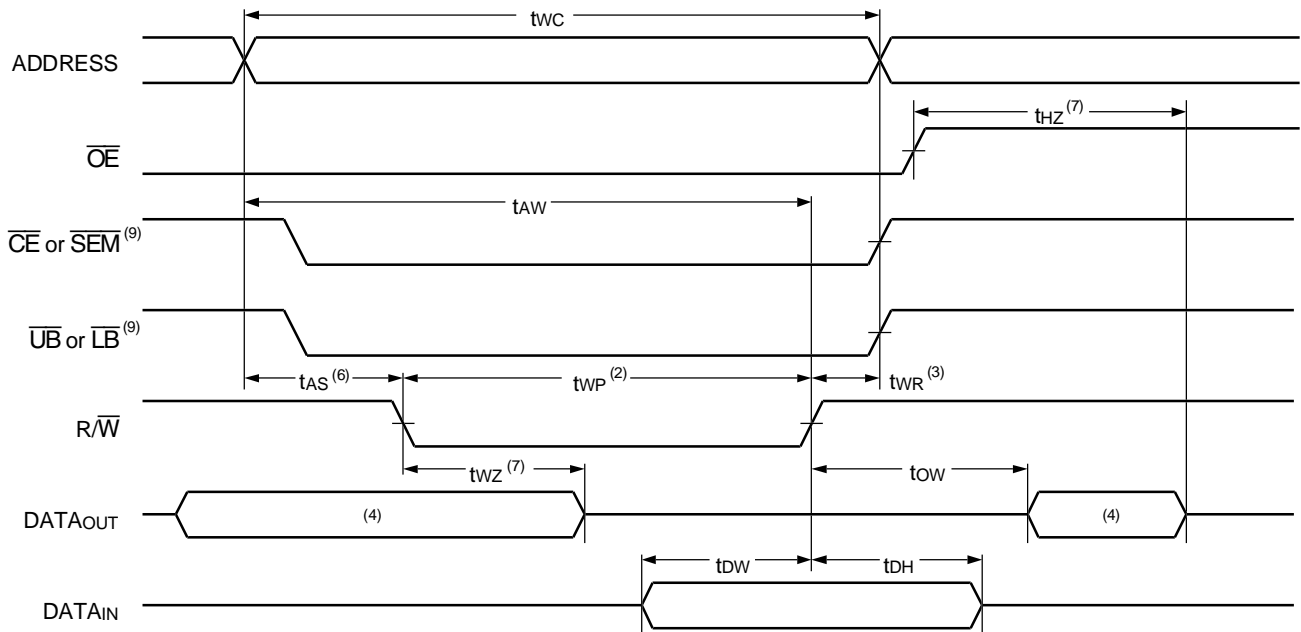 tWC
ADDRESS
tHZ (7)
OE
tAW
CE or SEM (9)
UB or LB (9)
tAS (6) tWP (2) tWR (3)
R/W
tWZ (7) tOW
DATAOUT (4) (4)
tDW tDH
DATAIN